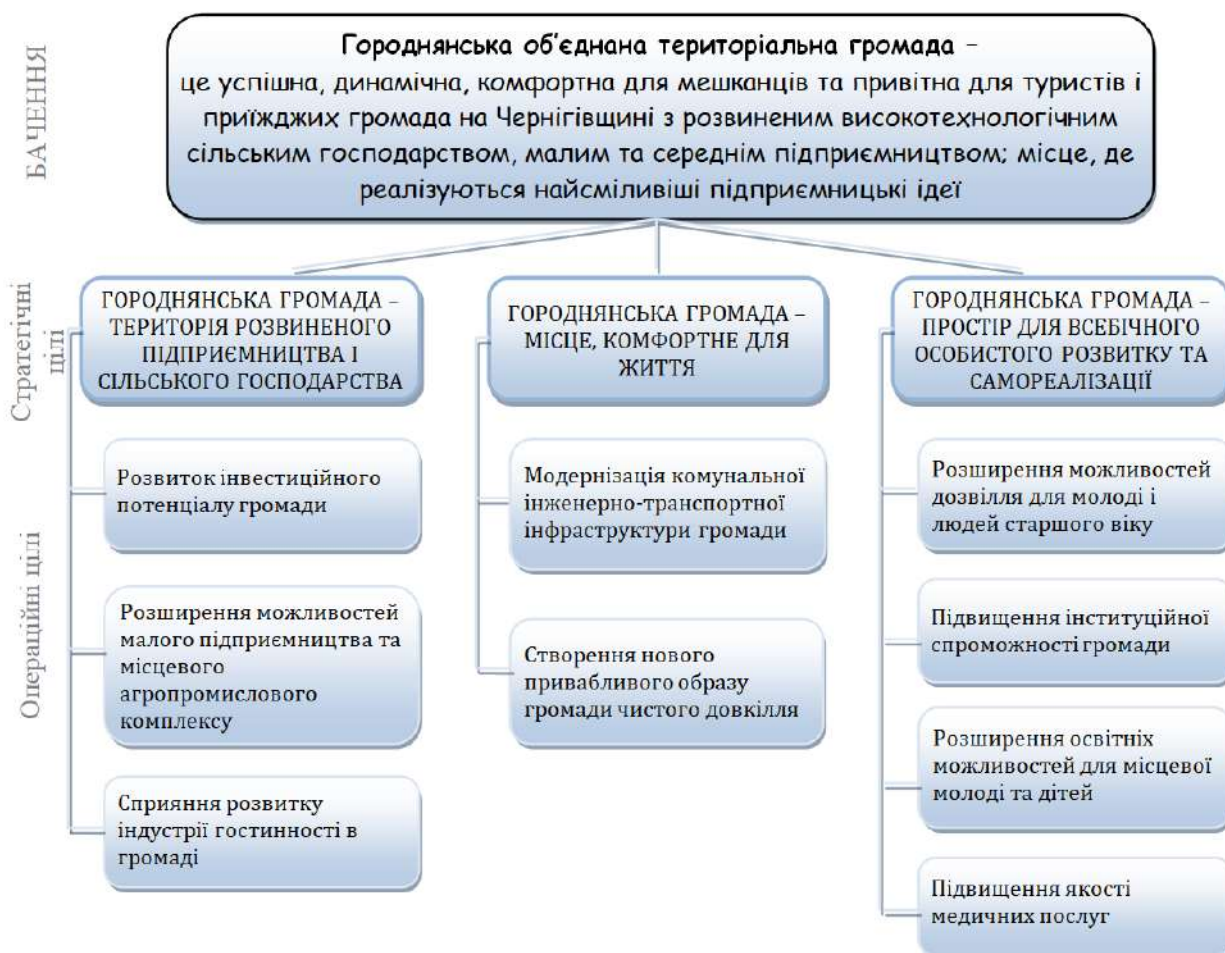 БАЧЕННЯ
Городнянська об’єднана територіальна громада –
це успішна, динамічна, комфортна для мешканців та привітна для туристів і
приїжджих громада на Чернігівщині з розвиненим високотехнологічним
сільським господарством, малим та середнім підприємництвом; місце, де
реалізуються найсміливіші підприємницькі ідеї
Стратегічні
цілі
ГОРОДНЯНСЬКА ГРОМАДА –
ТЕРИТОРІЯ РОЗВИНЕНОГО
ПІДПРИЄМНИЦТВА І
СІЛЬСЬКОГО ГОСПОДАРСТВА
ГОРОДНЯНСЬКА ГРОМАДА –
МІСЦЕ, КОМФОРТНЕ ДЛЯ
ЖИТТЯ
ГОРОДНЯНСЬКА ГРОМАДА –
ПРОСТІР ДЛЯ ВСЕБІЧНОГО
ОСОБИСТОГО РОЗВИТКУ ТА
САМОРЕАЛІЗАЦІЇ
Операційні цілі
Розвиток інвестиційного
потенціалу громади
Розширення можливостей
малого підприємництва та
місцевого
агропромислового
комплексу
Сприяння розвитку
індустрії гостинності в
громаді
Модернізація комунальної
інженерно-транспортної
інфраструктури громади
Створення нового
привабливого образу
громади чистого довкілля
Розширення можливостей
дозвілля для молоді і
людей старшого віку
Підвищення інституційної
спроможності громади
Розширення освітніх
можливостей для місцевої
молоді та дітей
Підвищення якості
медичних послуг